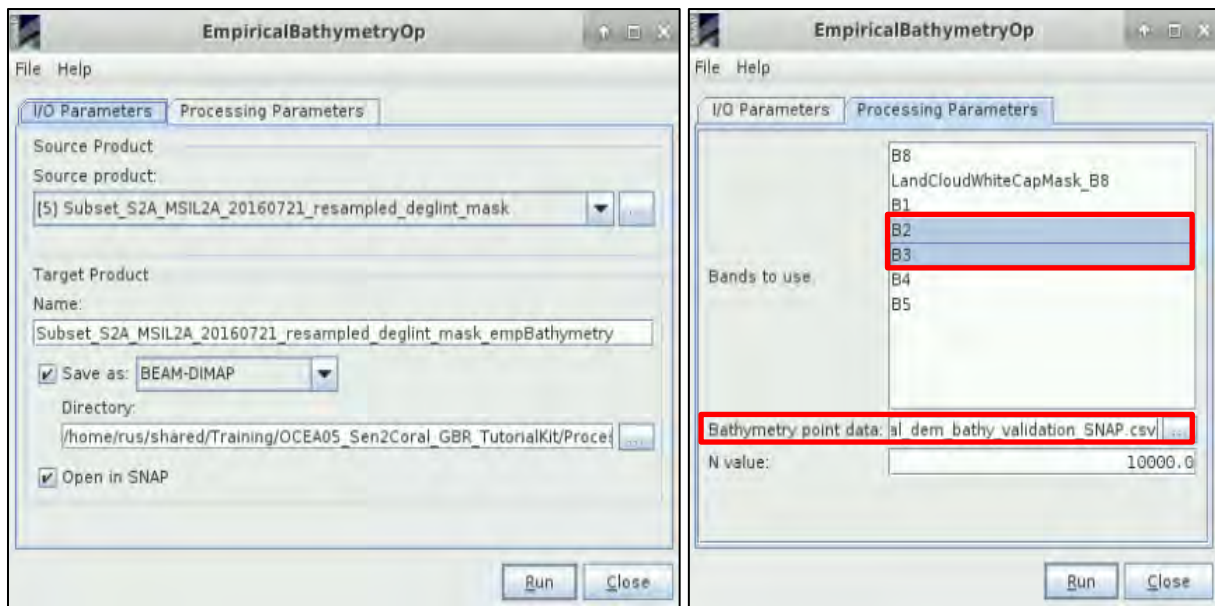 EmpiricalBathymetryOp
File Help
I/O Parameters Processing Parameters
Source Product
Source product:
[5] Subset_S2A_MSIL2A_20160721_resampled_deglint_mask
...
Target Product
Name:
Subset_S2A_MSIL2A_20160721_resampled_deglint_mask_empBathymetry
Save as: BEAM-DIMAP
Directory:
/home/rus/shared/Training/OCEA05_Sen2Coral_GBR_TutorialKit/Proces ...
Open in SNAP
Run Close
EmpiricalBathymetryOp
File Help
I/O Parameters Processing Parameters
Bands to use
B8
LandCloudWhiteCapMask_B8
B1
B2
B3
B4
B5
Bathymetry point data: al_dem_bathy_validation_SNAP.csv ...
N value: 10000.0
Run Close